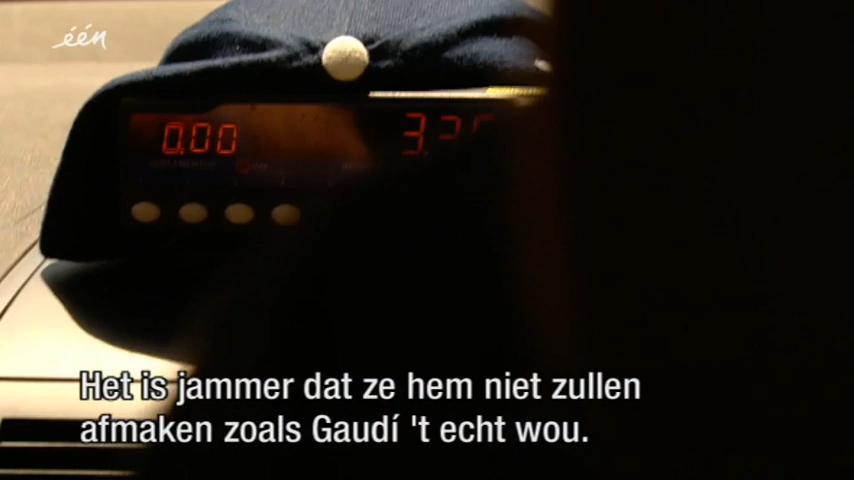 één
0.00
Het is jammer dat ze hem niet zullen
afmaken zoals Gaudí 't echt wou.